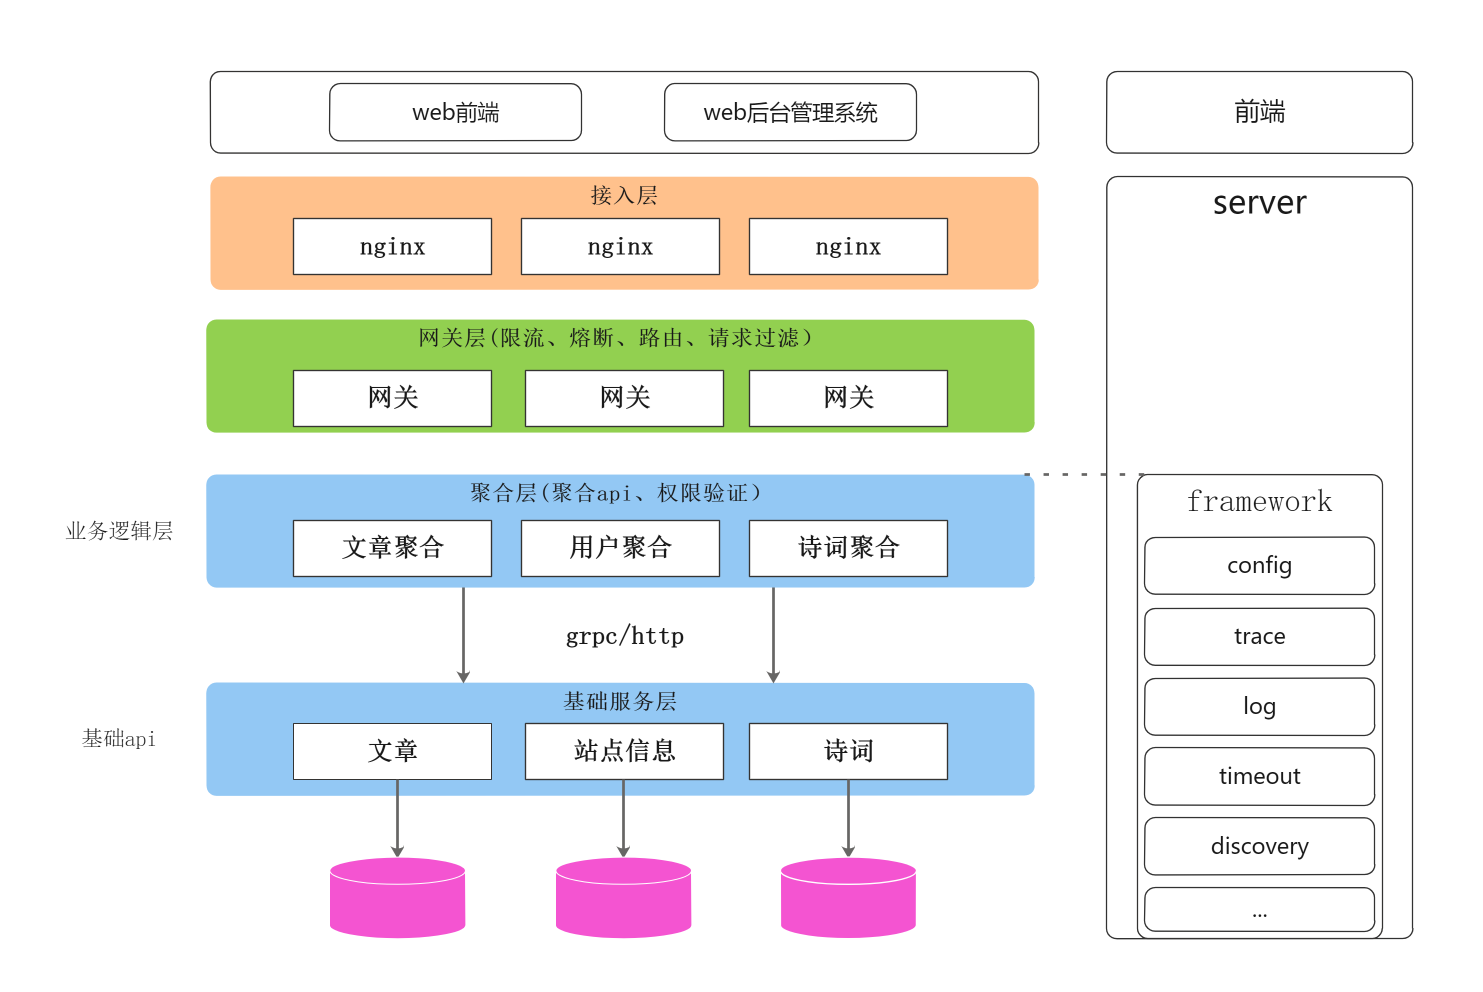 web前端
web后台管理系统
前端
接入层
nginx
nginx
nginx
server
网关层(限流、熔断、路由、请求过滤）
网关
网关
网关
业务逻辑层
聚合层(聚合api、权限验证）
文章聚合
用户聚合
诗词聚合
grpc/http
基础api
基础服务层
文章
站点信息
诗词
framework
config
trace
log
timeout
discovery
...